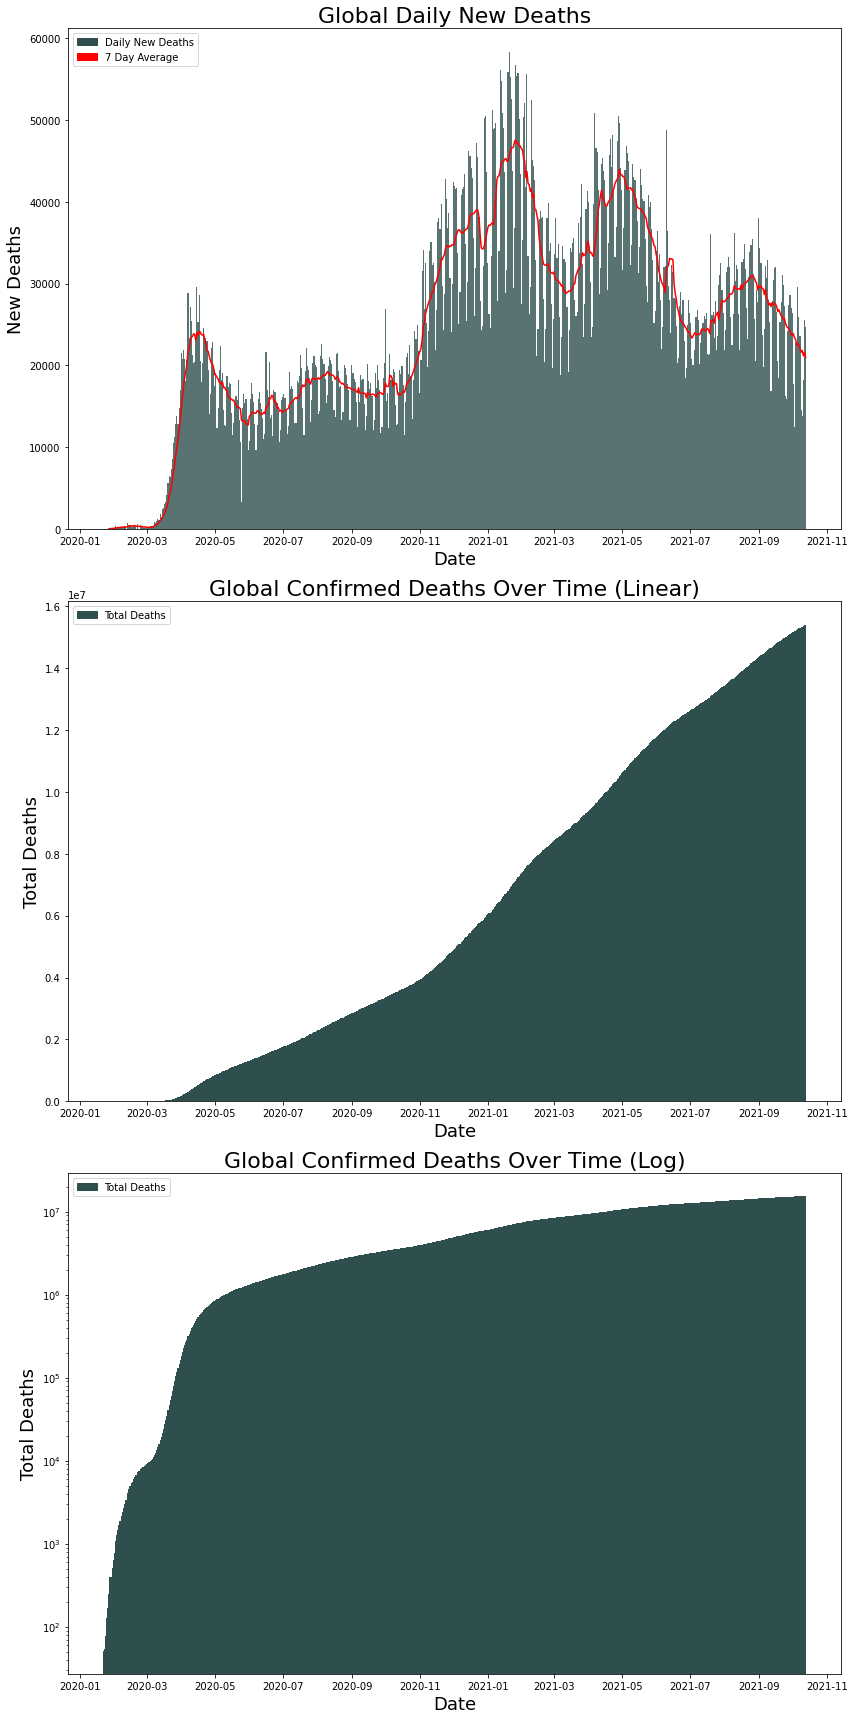 Global Daily New Deaths
Daily New Deaths
7 Day Average
60000
50000
40000
30000
20000
10000
0
New Deaths
2020-01 2020-03 2020-05 2020-07 2020-09 2020-11 2021-01 2021-03 2021-05 2021-07 2021-09 2021-11
Date
Global Confirmed Deaths Over Time (Linear)
1e7
Total Deaths
1.6
1.4
1.2
1.0
0.8
0.6
0.4
0.2
0.0
Total Deaths
2020-01 2020-03 2020-05 2020-07 2020-09 2020-11 2021-01 2021-03 2021-05 2021-07 2021-09 2021-11
Date
Global Confirmed Deaths Over Time (Log)
Total Deaths
10⁷
10⁶
10⁵
10⁴
10³
10²
Total Deaths
2020-01 2020-03 2020-05 2020-07 2020-09 2020-11 2021-01 2021-03 2021-05 2021-07 2021-09 2021-11
Date